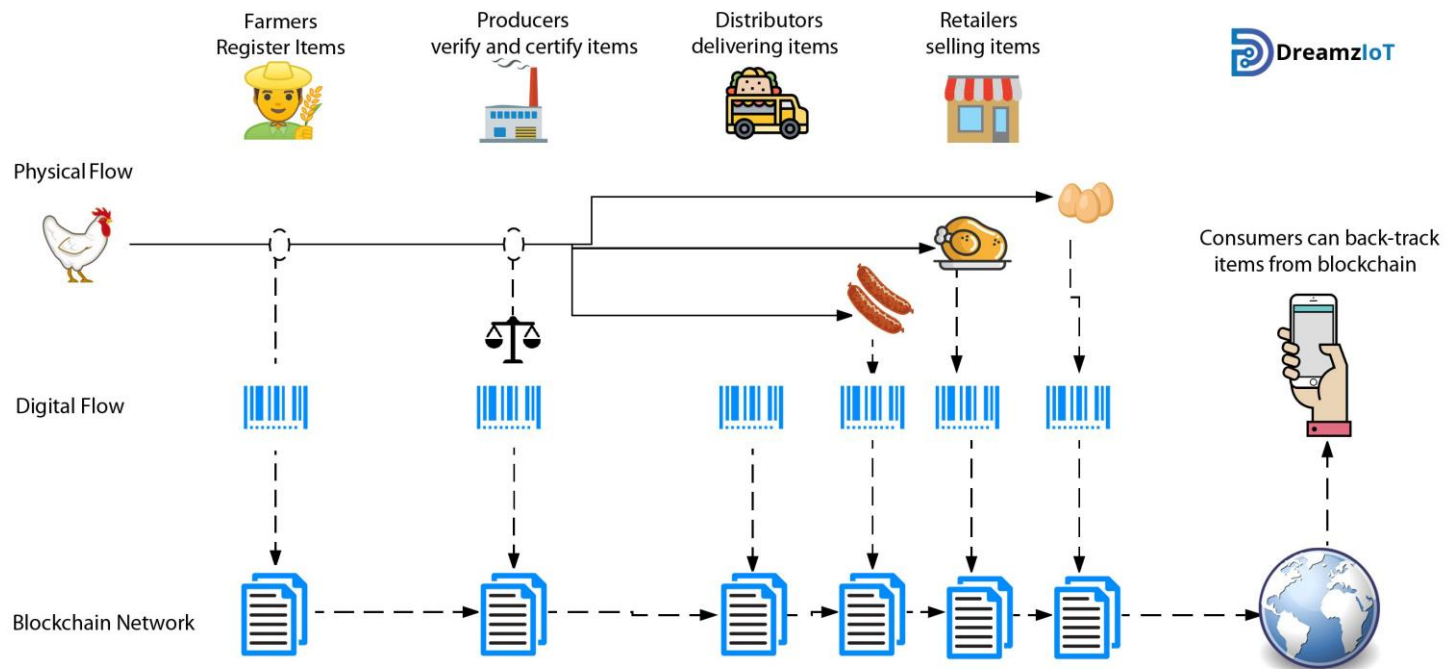 Farmers
Register Items
Producers
verify and certify items
Distributors
delivering items
Retailers
selling items
DreamzIoT
Physical Flow
Consumers can back-track
items from blockchain
Digital Flow
Blockchain Network